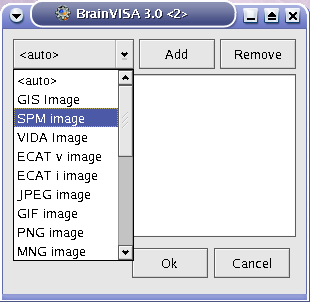 BrainVISA 3.0 <2>
<auto> Add Remove
<auto>
GIS Image
SPM image
VIDA Image
ECAT v image
ECAT i image
JPEG image
GIF image
PNG image
MNG image
Ok Cancel